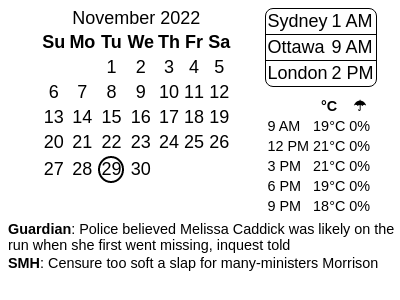 November 2022
Su Mo Tu We Th Fr Sa
1 2 3 4 5
6 7 8 9 10 11 12
13 14 15 16 17 18 19
20 21 22 23 24 25 26
27 28 29 30
Sydney 1 AM
Ottawa 9 AM
London 2 PM
°C ☂
9 AM 19°C 0%
12 PM 21°C 0%
3 PM 21°C 0%
6 PM 19°C 0%
9 PM 18°C 0%
Guardian: Police believed Melissa Caddick was likely on the
run when she first went missing, inquest told
SMH: Censure too soft a slap for many-ministers Morrison